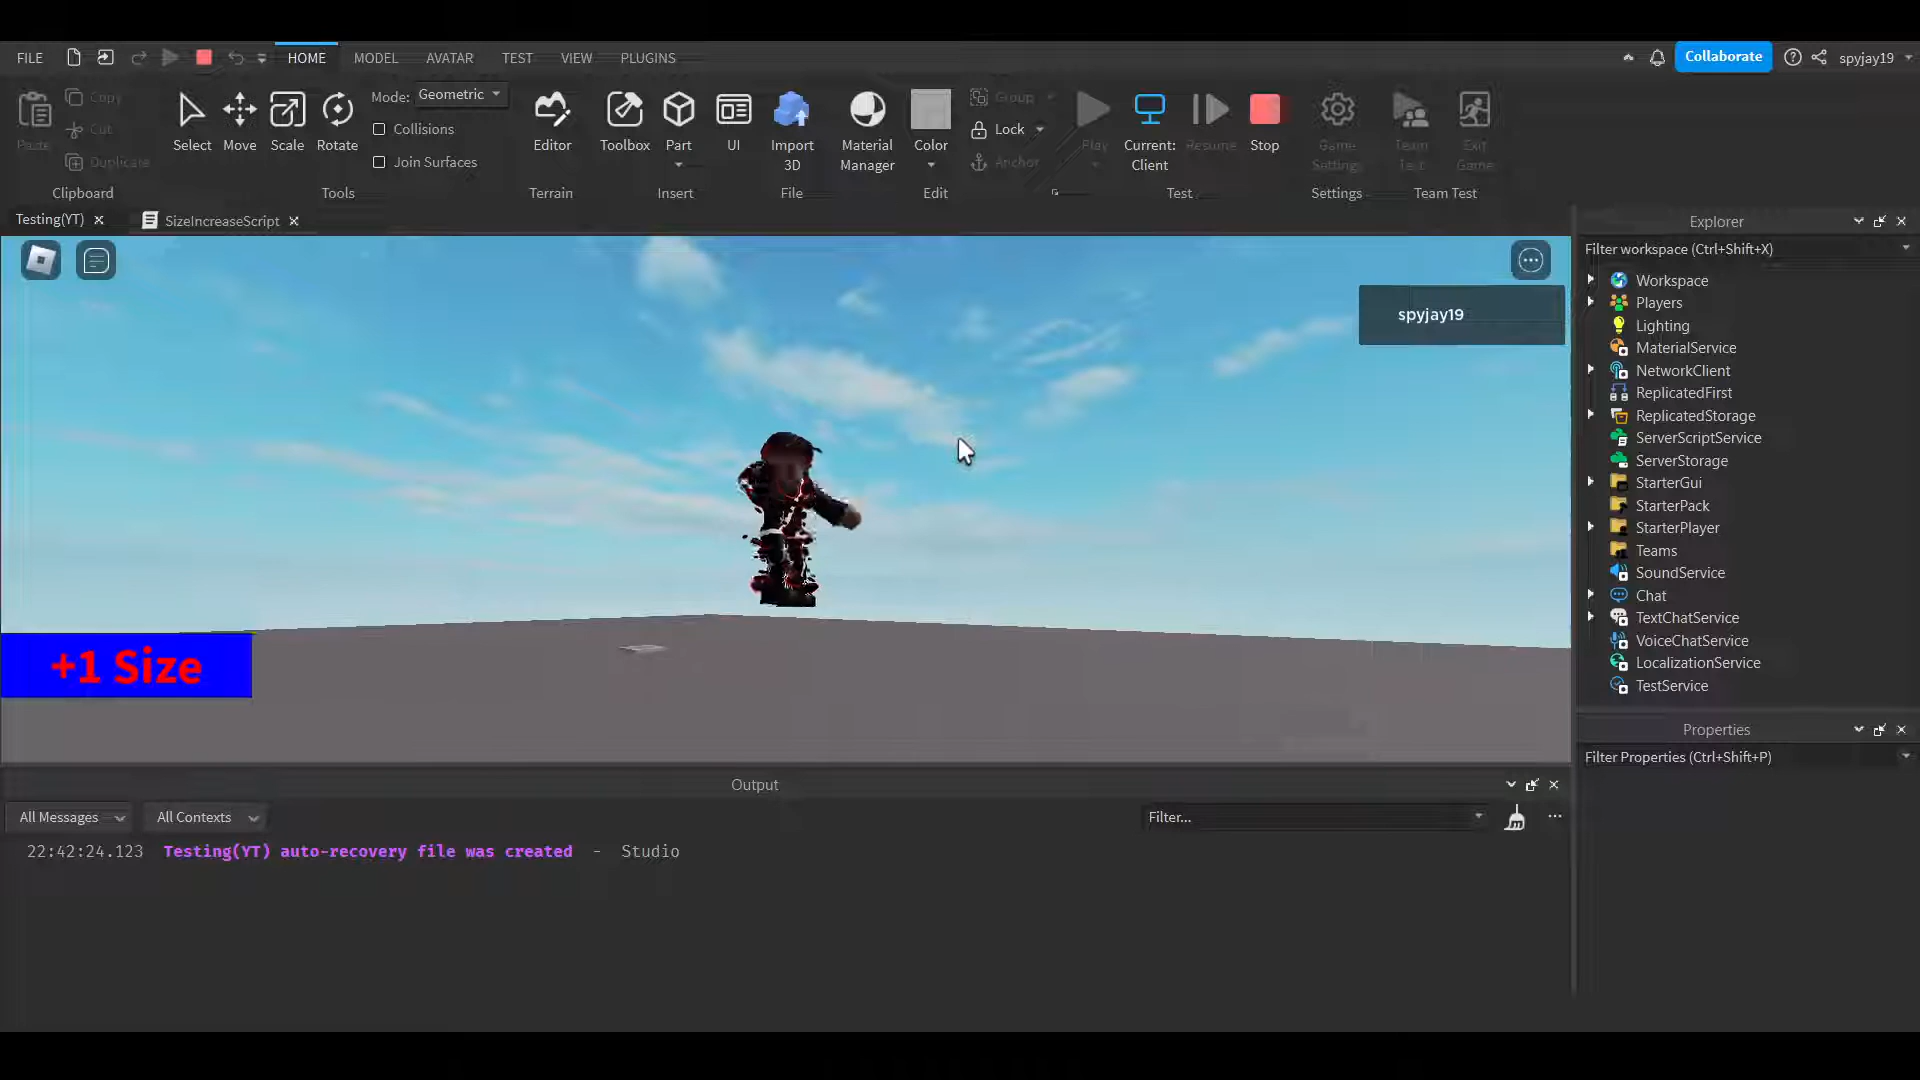 FILE HOME MODEL AVATAR TEST VIEW PLUGINS Collaborate spyjay19
Paste Copy Cut Duplicate
Clipboard
Select Move Scale Rotate
Mode: Geometric
Collisions
Join Surfaces
Tools
Editor
Terrain
Toolbox Part UI
Insert
Import
3D
File
Material
Manager
Color
Group
Lock
Anchor
Edit
Play
Current:
Client
Resume Stop
Test
Game
Settings
Settings
Team
Test
Exit
Game
Team Test
Testing(YT) SizeIncreaseScript
spyjay19
+1 Size
Explorer
Filter workspace (Ctrl+Shift+X)
Workspace
Players
Lighting
MaterialService
NetworkClient
ReplicatedFirst
ReplicatedStorage
ServerScriptService
ServerStorage
StarterGui
StarterPack
StarterPlayer
Teams
SoundService
Chat
TextChatService
VoiceChatService
LocalizationService
TestService
Properties
Filter Properties (Ctrl+Shift+P)
Output
All Messages All Contexts Filter...
22:42:24.123 Testing(YT) auto-recovery file was created - Studio